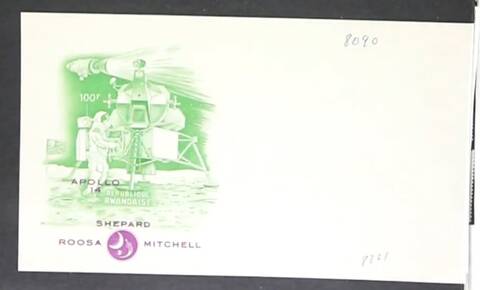 8090
100F
APOLLO
14
REPUBLIQUE
RWANDAISE
SHEPARD
ROOSA MITCHELL